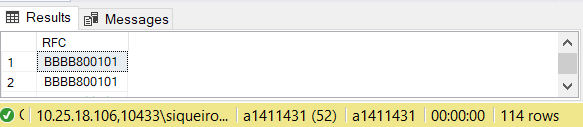 Results Messages
RFC
1 BBBB800101
2 BBBB800101
10.25.18.106,10433\siqueiro... a1411431 (52) a1411431 00:00:00 114 rows